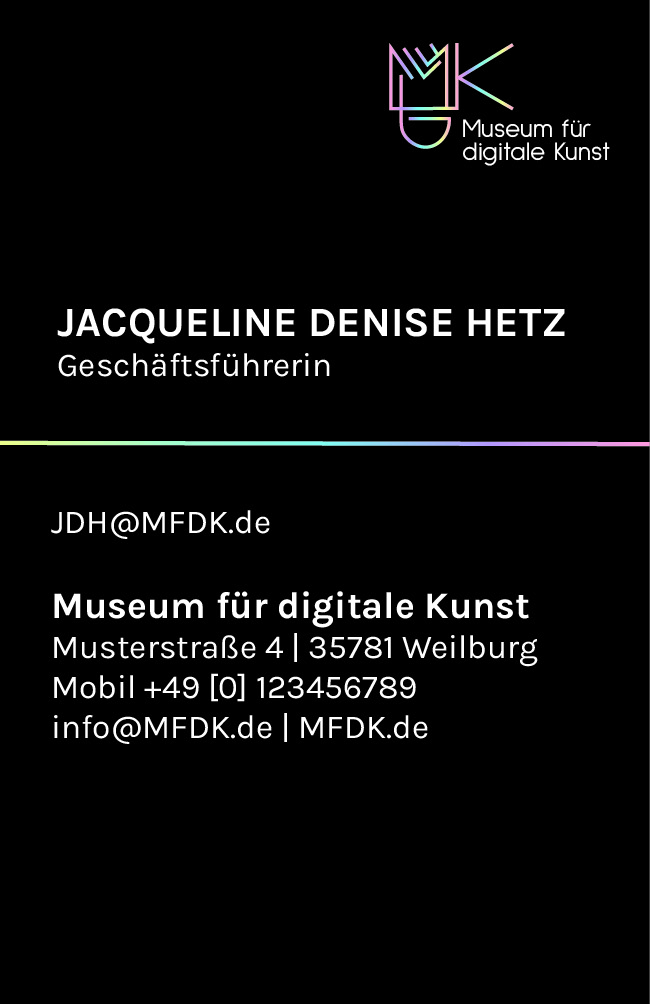 Museum für
digitale Kunst
JACQUELINE DENISE HETZ
Geschäftsführerin
JDH@MFDK.de
Museum für digitale Kunst
Musterstraße 4 | 35781 Weilburg
Mobil +49 [0] 123456789
info@MFDK.de | MFDK.de